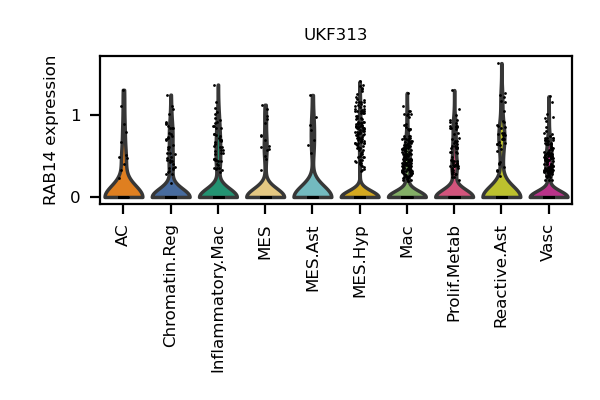 UKF313
RAB14 expression
1
0
AC
Chromatin.Reg
Inflammatory.Mac
MES
MES.Ast
MES.Hyp
Mac
Prolif.Metab
Reactive.Ast
Vasc